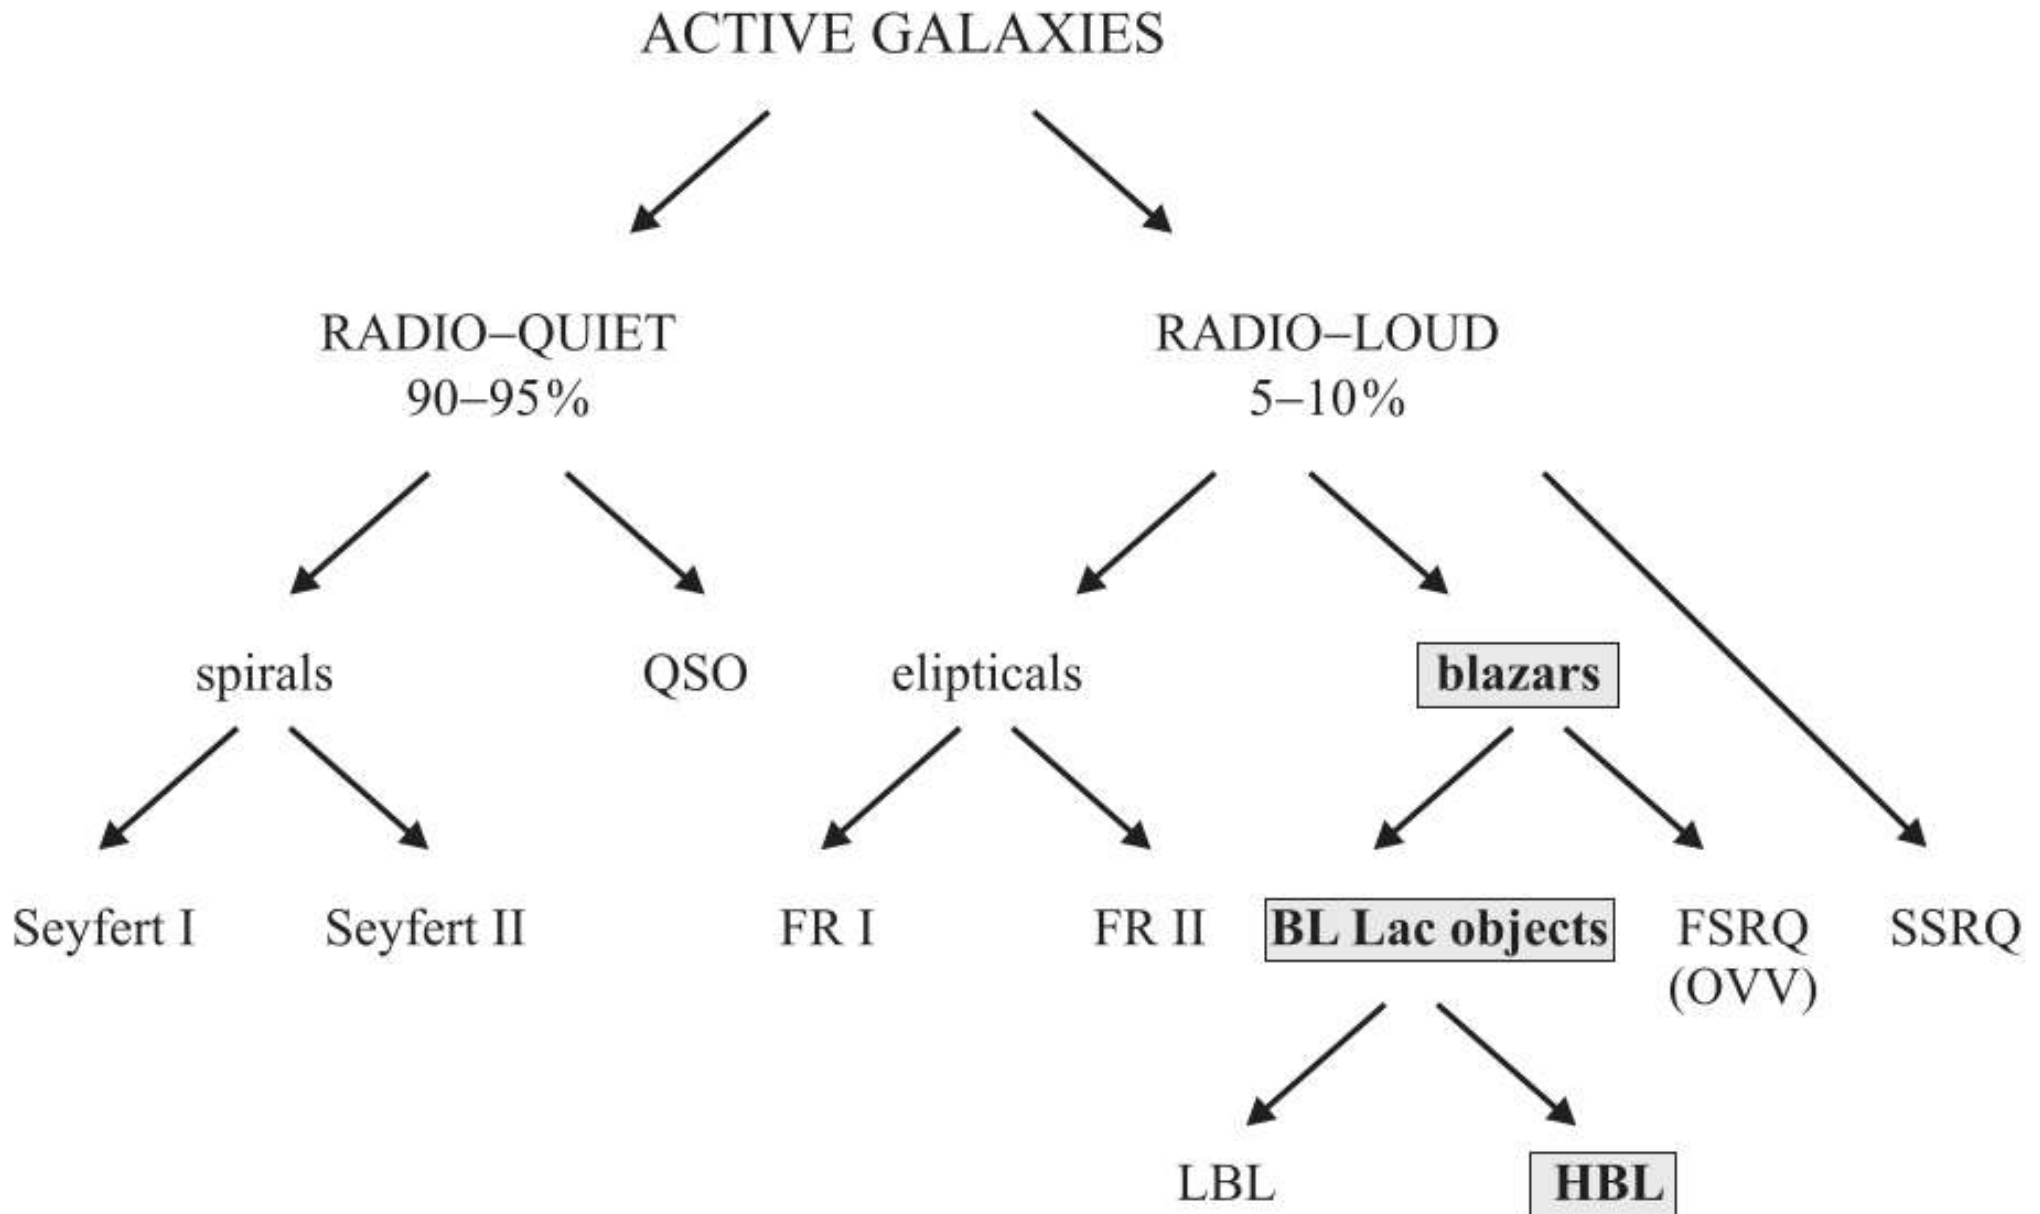 ACTIVE GALAXIES
RADIO–QUIET
90–95%
RADIO–LOUD
5–10%
spirals
QSO
elipticals
blazars
Seyfert I
Seyfert II
FR I
FR II
BL Lac objects
FSRQ
(OVV)
SSRQ
LBL
HBL